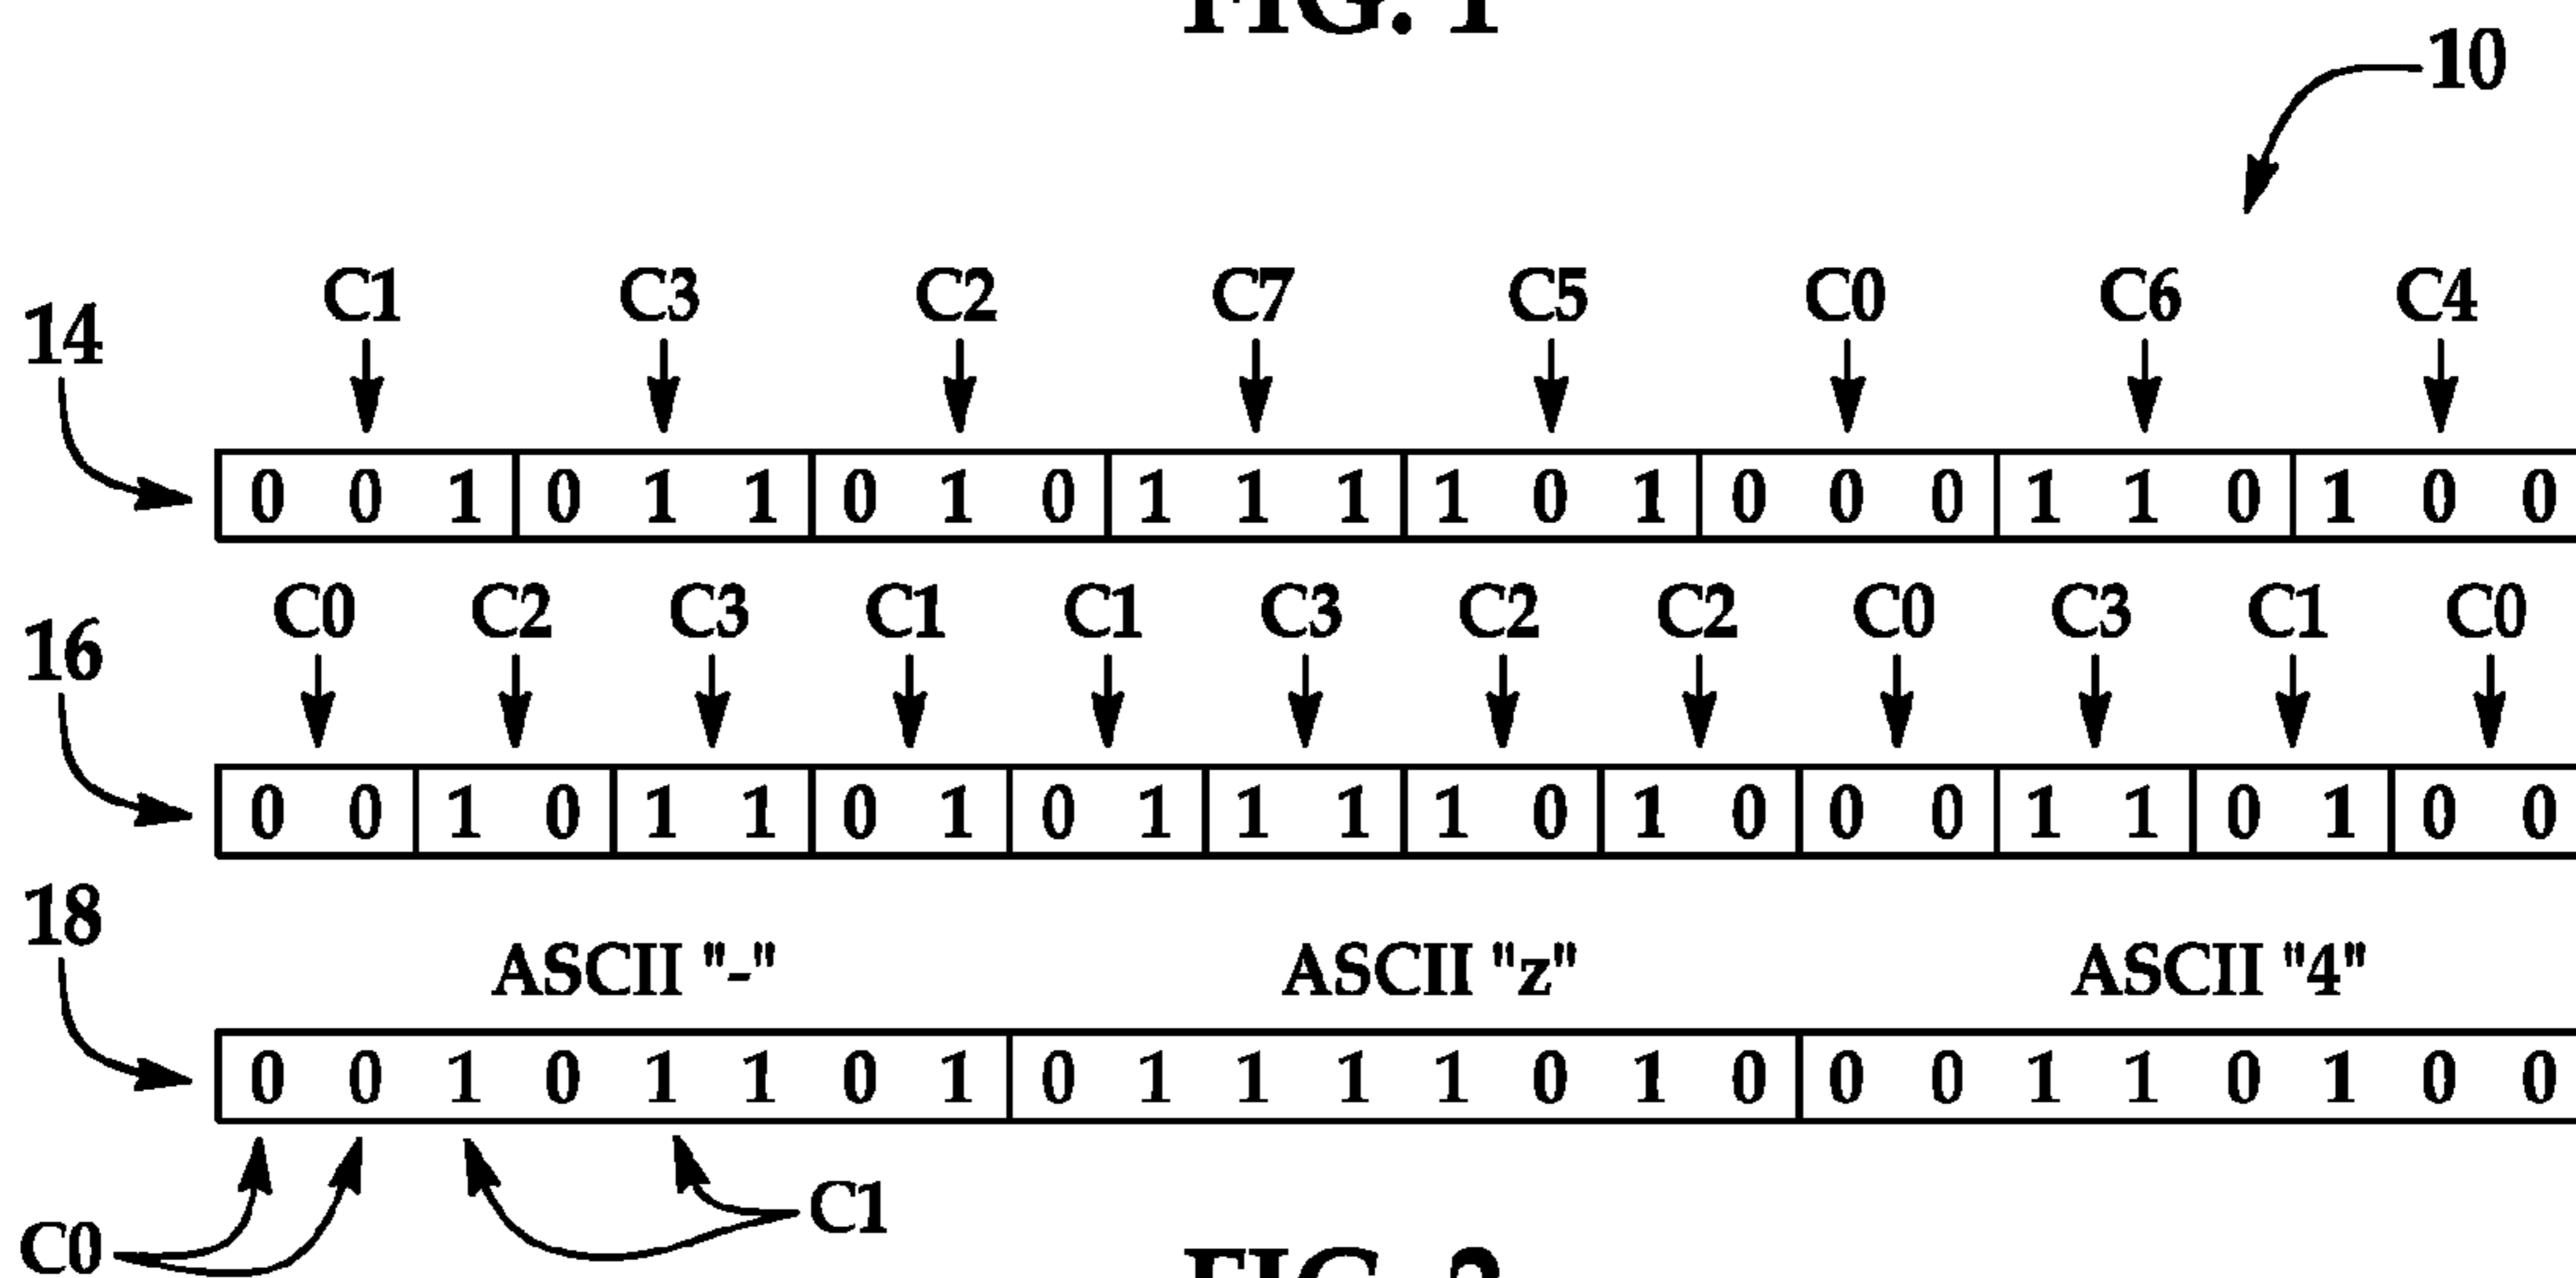 FIG. 1
10
C1 C3 C2 C7 C5 C0 C6 C4
14
0 0 1 0 1 1 0 1 0 1 1 1 1 0 1 0 0 0 1 1 0 1 0 0
C0 C2 C3 C1 C1 C3 C2 C2 C0 C3 C1 C0
16
0 0 1 0 1 1 0 1 0 1 1 1 1 0 1 0 0 0 1 1 0 1 0 0
18
ASCII "-" ASCII "z" ASCII "4"
0 0 1 0 1 1 0 1 0 1 1 1 1 0 1 0 0 0 1 1 0 1 0 0
C1
C0
FIG. 2